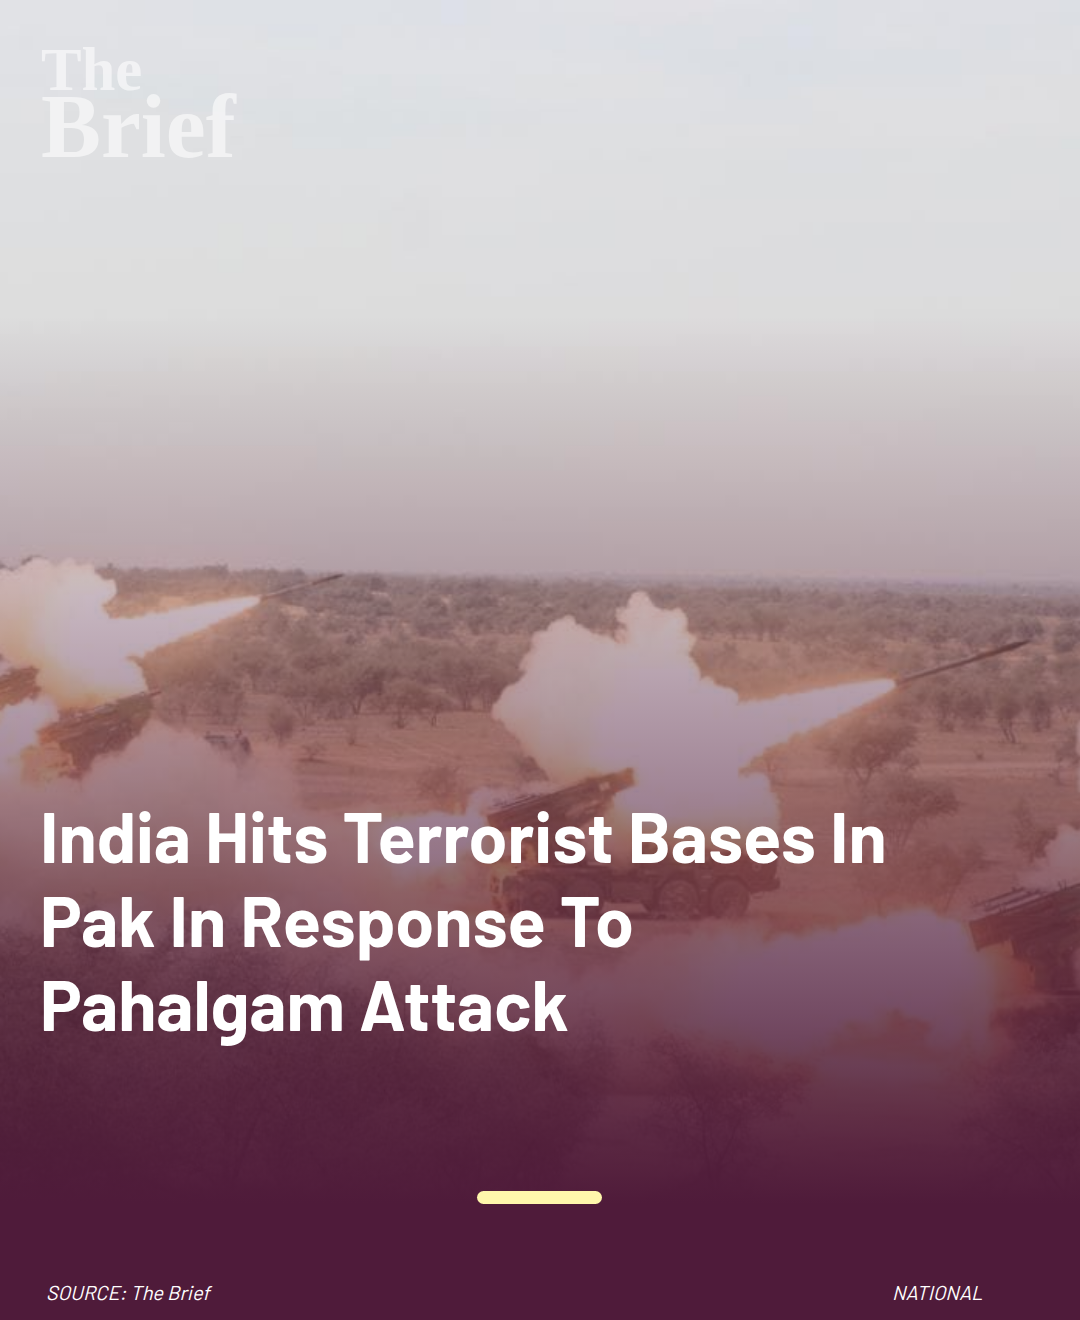 The
Brief
India Hits Terrorist Bases In
Pak In Response To
Pahalgam Attack
SOURCE: The Brief
NATIONAL